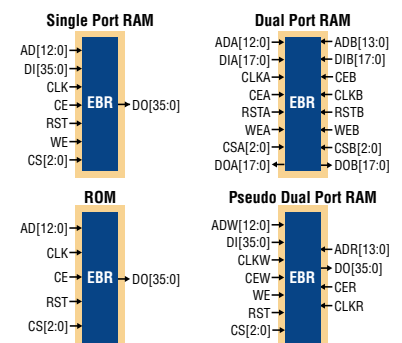 Single Port RAM
AD[12:0]
DI[35:0]
CLK
CE
RST
WE
CS[2:0]
EBR
DO[35:0]
Dual Port RAM
ADA[12:0]
DIA[17:0]
CLKA
CEA
RSTA
WEA
CSA[2:0]
DOA[17:0]
EBR
ADB[13:0]
DIB[17:0]
CEB
CLKB
RSTB
WEB
CSB[2:0]
DOB[17:0]
ROM
AD[12:0]
CLK
CE
RST
CS[2:0]
EBR
DO[35:0]
Pseudo Dual Port RAM
ADW[12:0]
DI[35:0]
CLKW
CEW
WE
RST
CS[2:0]
EBR
ADR[13:0]
DO[35:0]
CER
CLKR